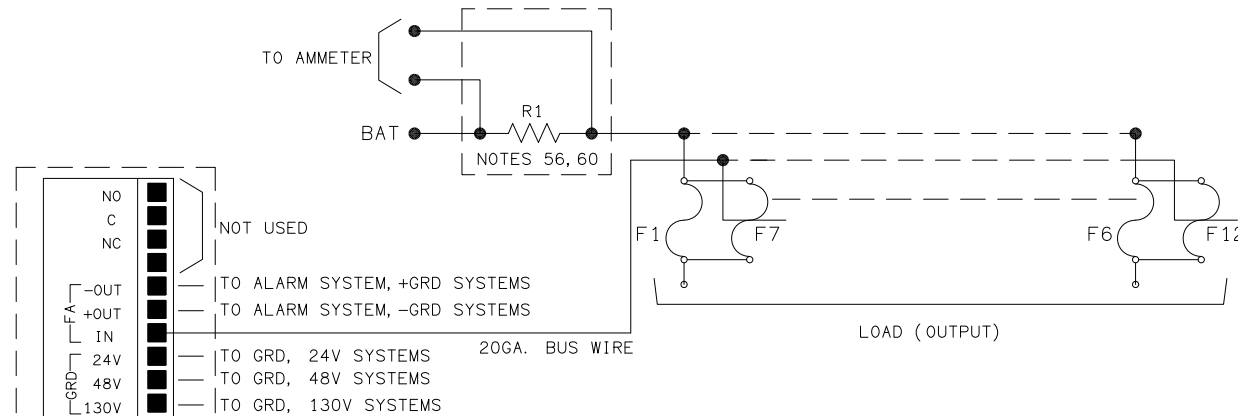 TO AMMETER
R1
BAT
NOTES 56,60
NO
C
NC
NOT USED
F1
F7
F6
F12
-OUT TO ALARM SYSTEM, +GRD SYSTEMS
FA
+OUT TO ALARM SYSTEM, -GRD SYSTEMS
IN
20GA. BUS WIRE
LOAD (OUTPUT)
GRD
24V TO GRD, 24V SYSTEMS
48V TO GRD, 48V SYSTEMS
130V TO GRD, 130V SYSTEMS